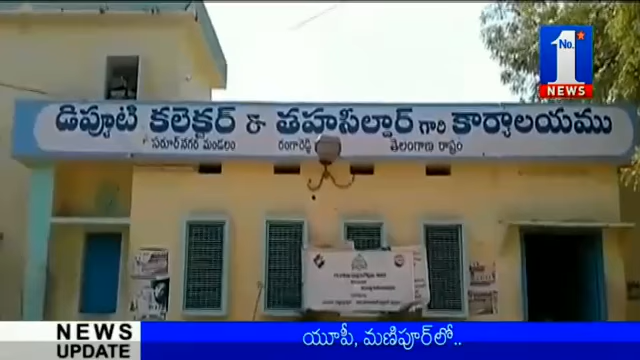 No.
1
NEWS
డిప్యూటి కలెక్టర్ & తహసీల్దార్ గారి కార్యాలయము
సరూర్‌నగర్ మండలం రంగారెడ్డి తెలంగాణ రాష్ట్రం
NEWS
UPDATE
యూపీ, మణిపూర్‌లో..